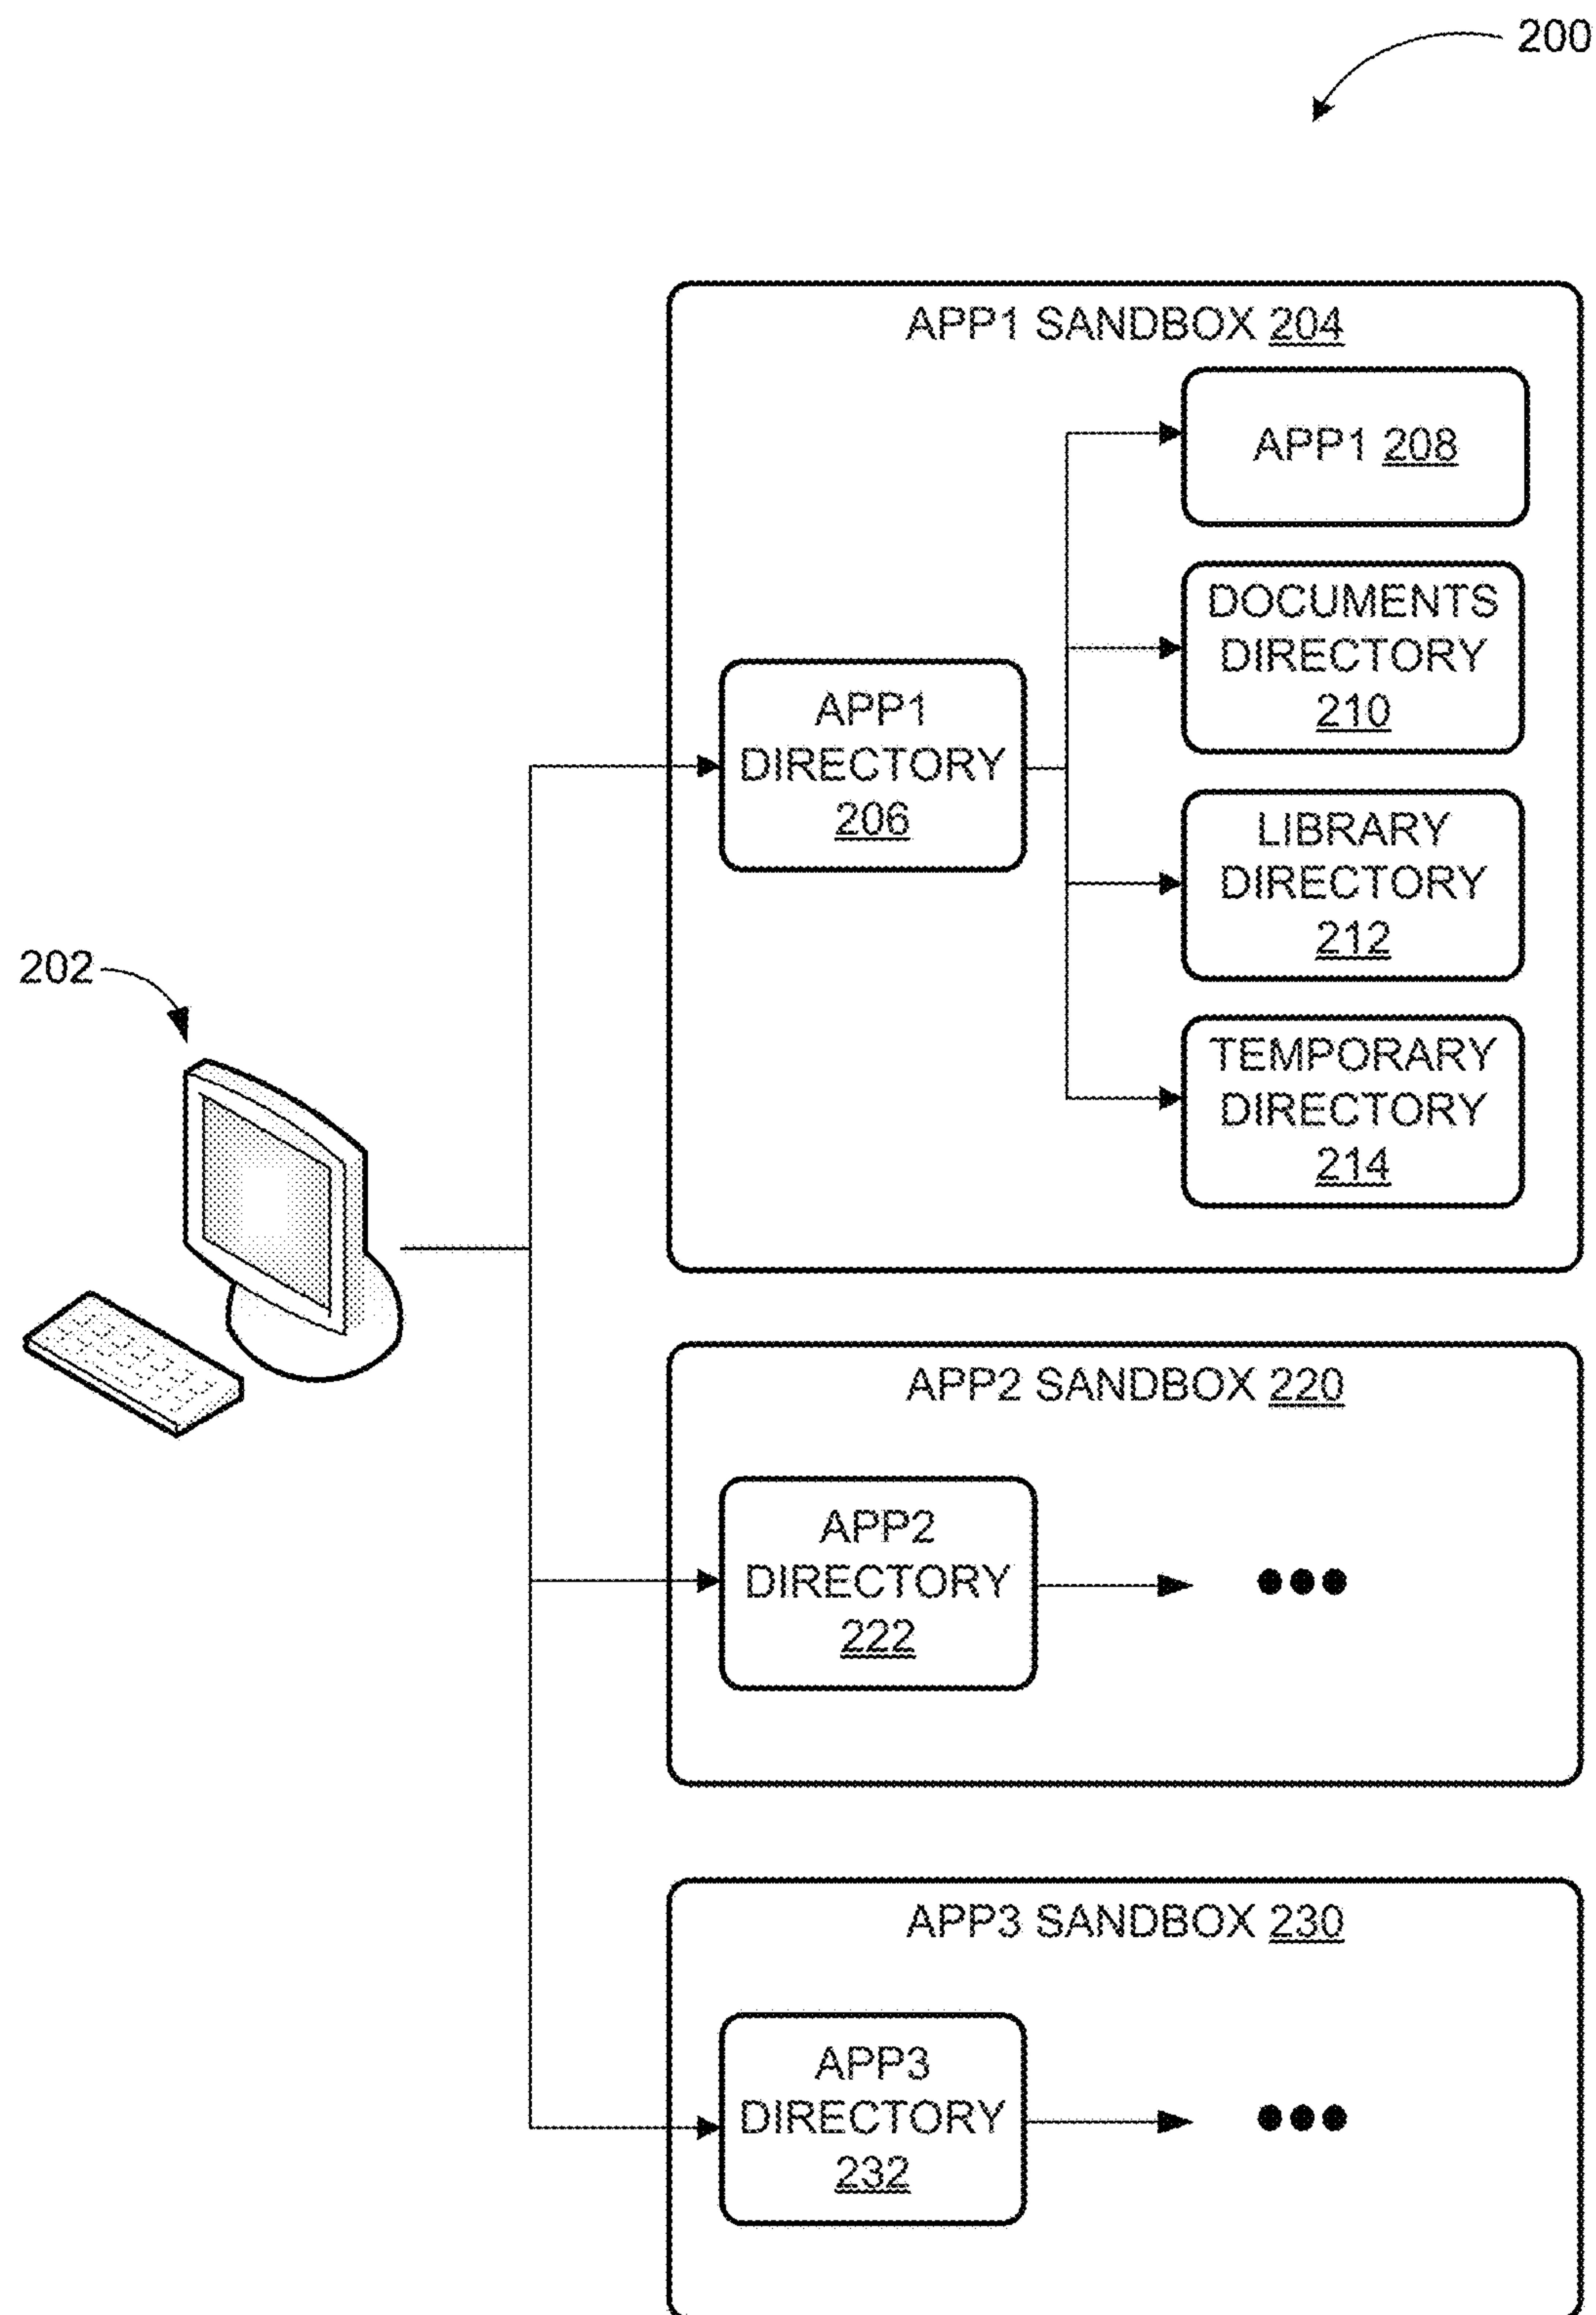 200
APP1 SANDBOX 204
APP1 208
DOCUMENTS
DIRECTORY
210
APP1
DIRECTORY
206
LIBRARY
DIRECTORY
212
202
TEMPORARY
DIRECTORY
214
APP2 SANDBOX 220
APP2
DIRECTORY
222
APP3 SANDBOX 230
APP3
DIRECTORY
232